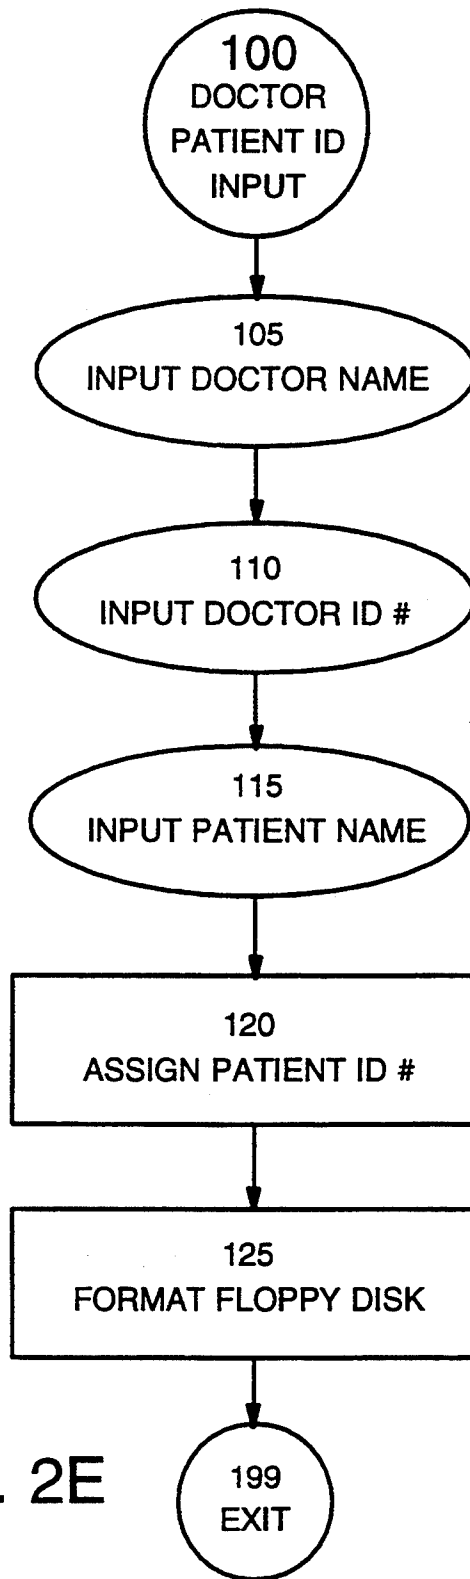 100
DOCTOR
PATIENT ID
INPUT
105
INPUT DOCTOR NAME
110
INPUT DOCTOR ID #
115
INPUT PATIENT NAME
120
ASSIGN PATIENT ID #
125
FORMAT FLOPPY DISK
199
EXIT
. 2E